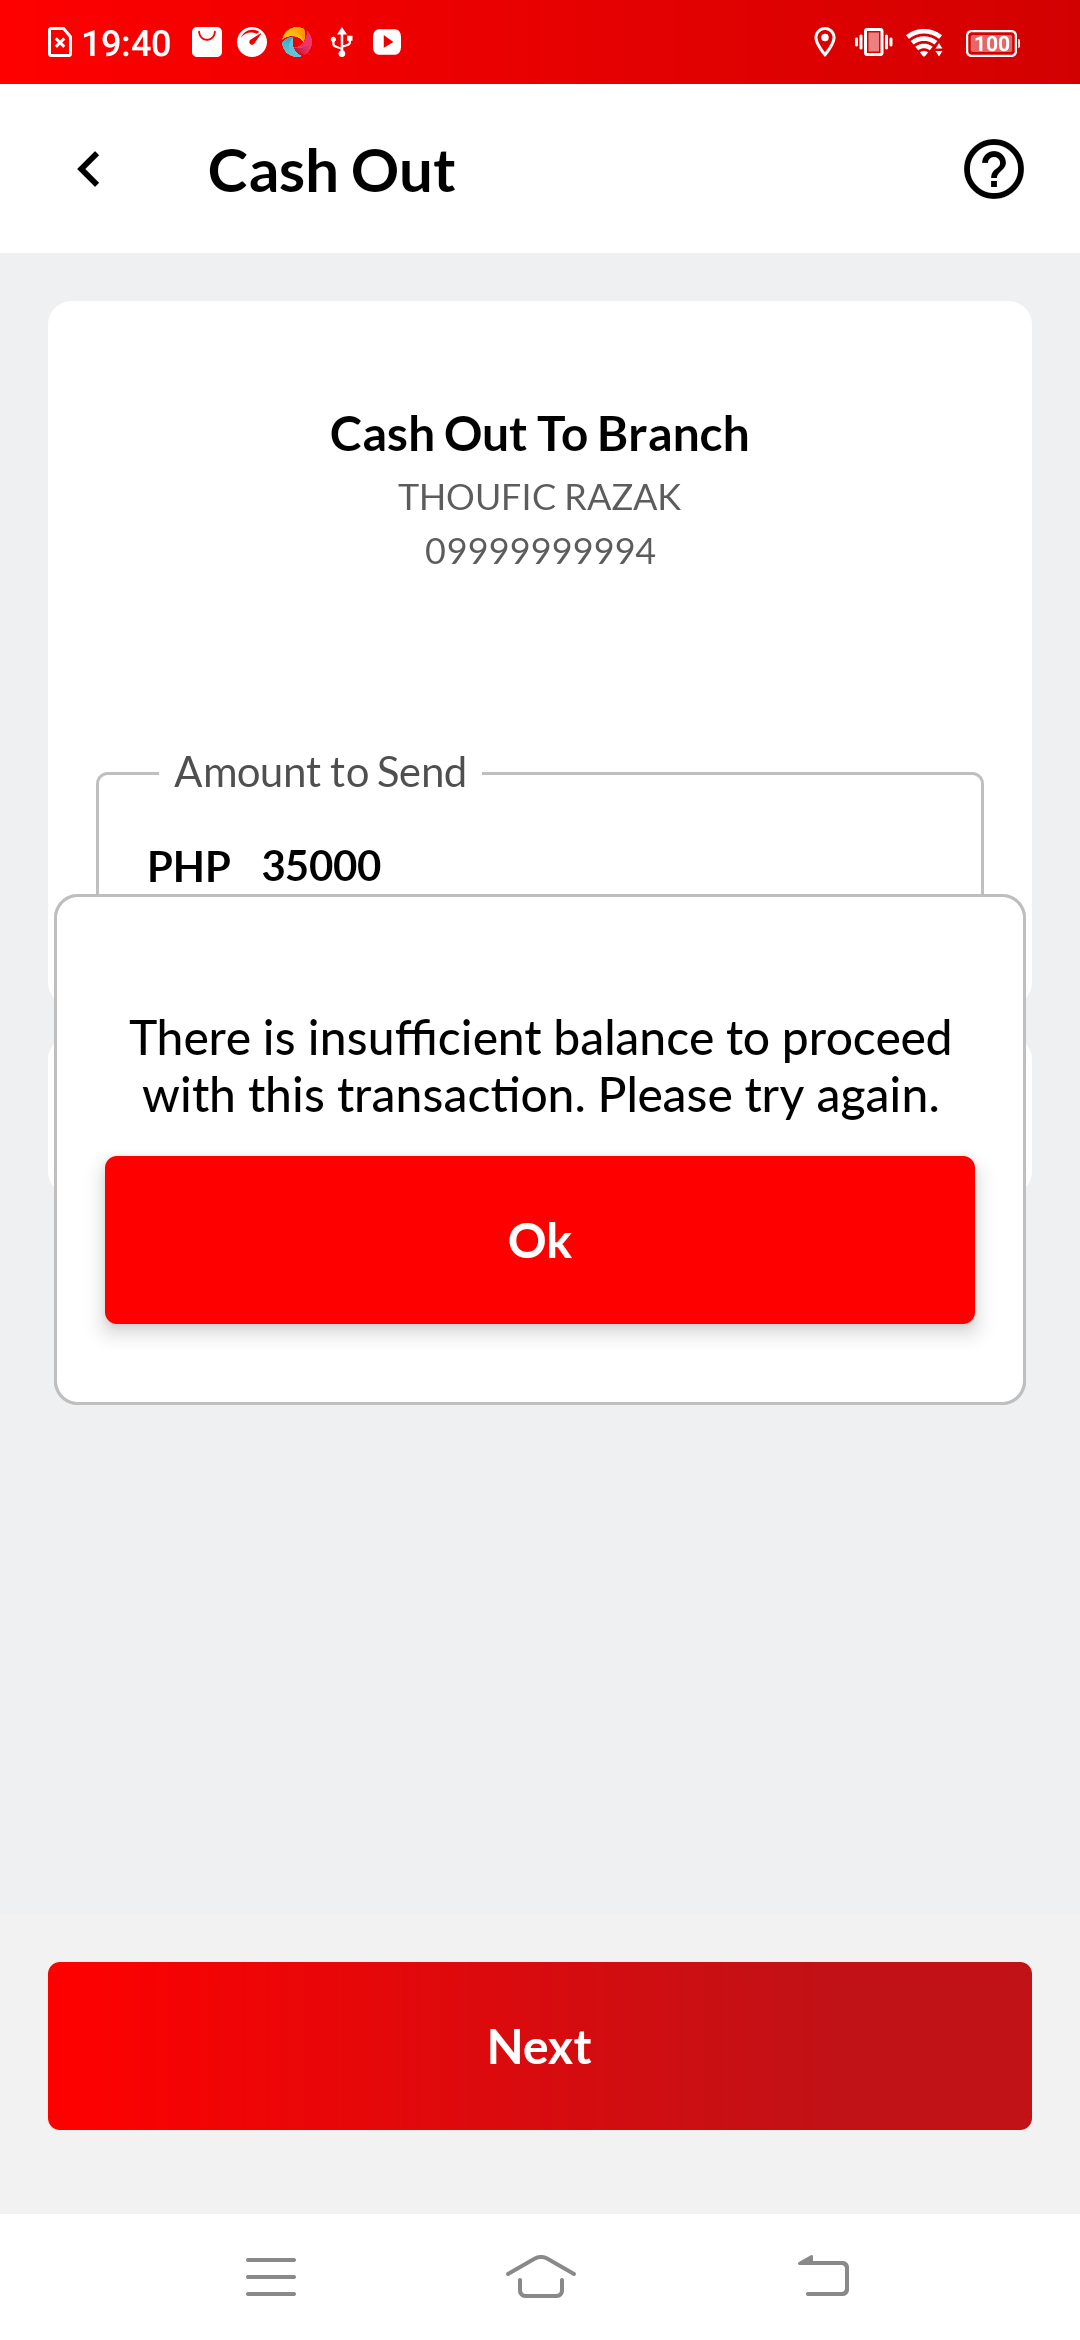 19:40
100
Cash Out
Cash Out To Branch
THOUFIC RAZAK
09999999994
Amount to Send
PHP 35000
There is insufficient balance to proceed
with this transaction. Please try again.
Ok
Next